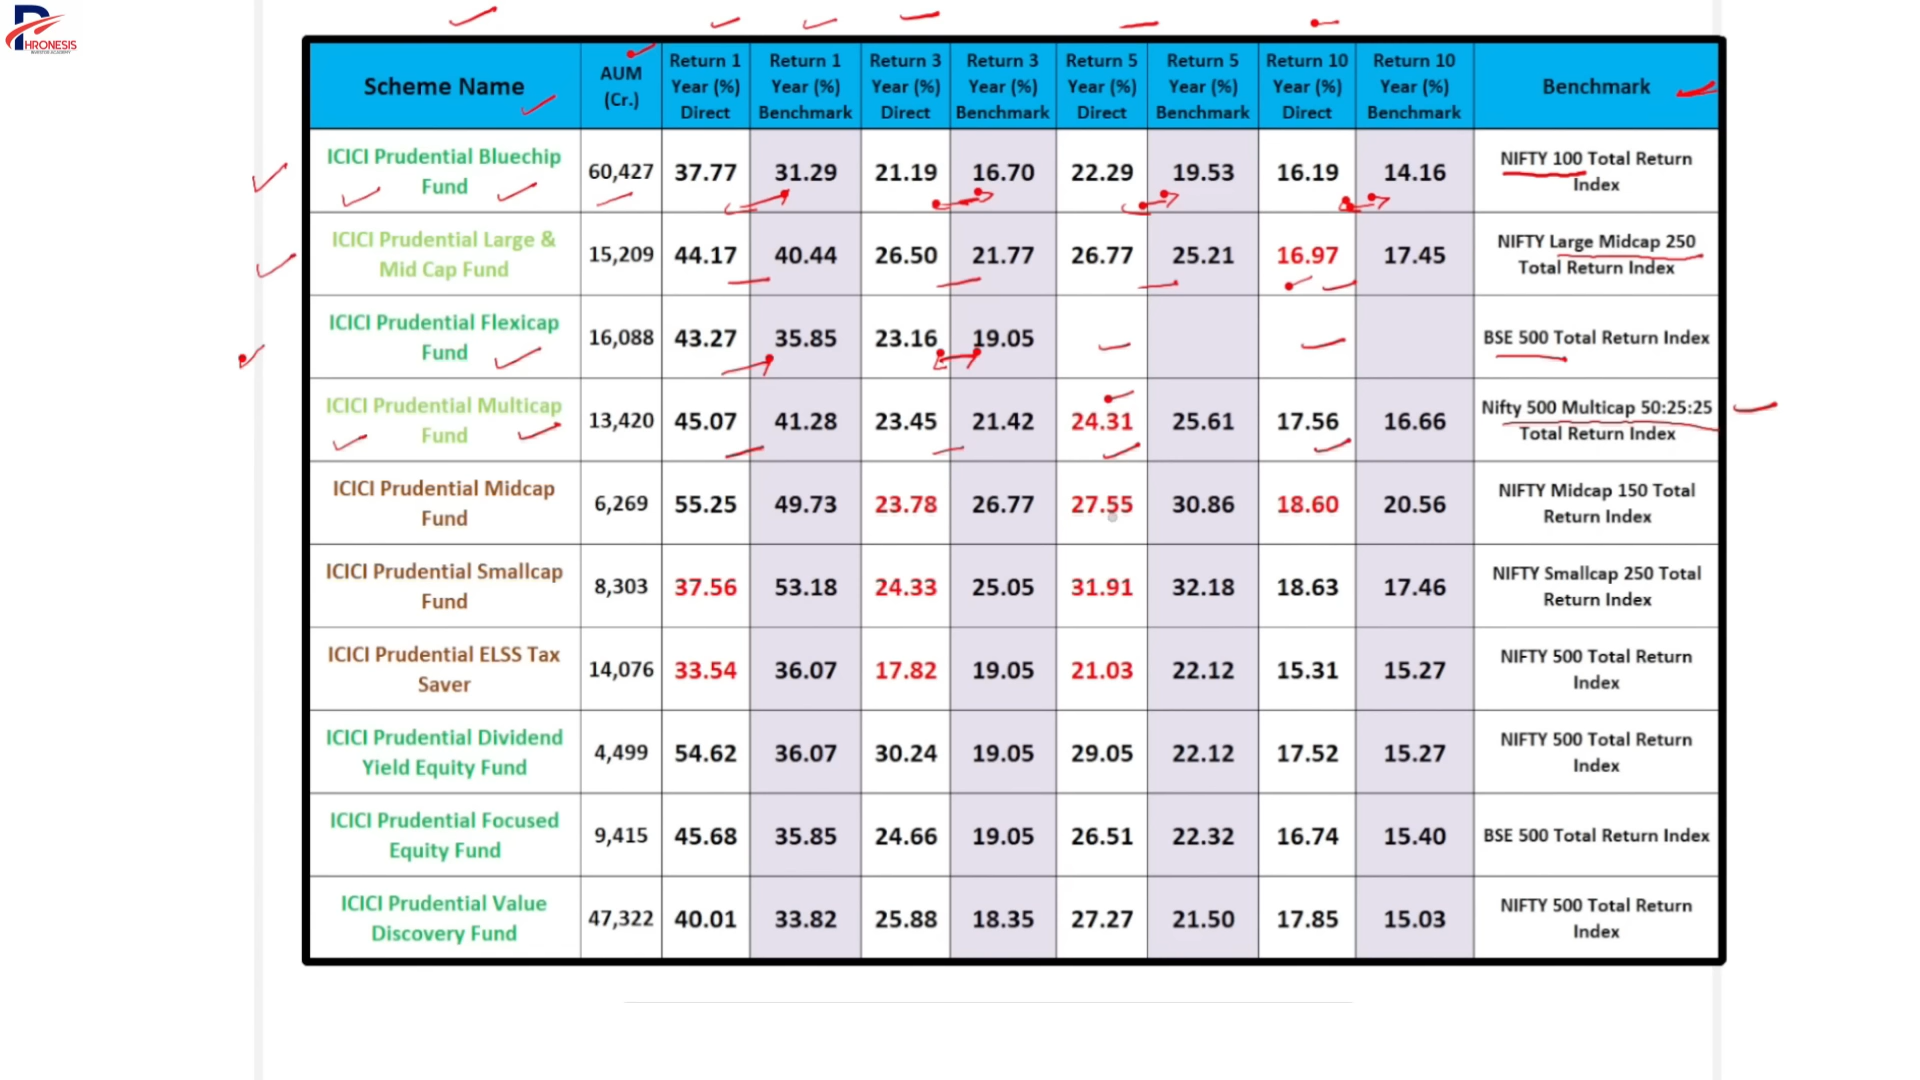 PHRONESIS
INVESTOR ACADEMY
Scheme Name
AUM
(Cr.)
Return 1
Year (%)
Direct
Return 1
Year (%)
Benchmark
Return 3
Year (%)
Direct
Return 3
Year (%)
Benchmark
Return 5
Year (%)
Direct
Return 5
Year (%)
Benchmark
Return 10
Year (%)
Direct
Return 10
Year (%)
Benchmark
Benchmark
ICICI Prudential Bluechip
Fund
60,427 37.77 31.29 21.19 16.70 22.29 19.53 16.19 14.16
NIFTY 100 Total Return
Index
ICICI Prudential Large &
Mid Cap Fund
15,209 44.17 40.44 26.50 21.77 26.77 25.21 16.97 17.45
NIFTY Large Midcap 250
Total Return Index
ICICI Prudential Flexicap
Fund
16,088 43.27 35.85 23.16 19.05
BSE 500 Total Return Index
ICICI Prudential Multicap
Fund
13,420 45.07 41.28 23.45 21.42 24.31 25.61 17.56 16.66
Nifty 500 Multicap 50:25:25
Total Return Index
ICICI Prudential Midcap
Fund
6,269 55.25 49.73 23.78 26.77 27.55 30.86 18.60 20.56
NIFTY Midcap 150 Total
Return Index
ICICI Prudential Smallcap
Fund
8,303 37.56 53.18 24.33 25.05 31.91 32.18 18.63 17.46
NIFTY Smallcap 250 Total
Return Index
ICICI Prudential ELSS Tax
Saver
14,076 33.54 36.07 17.82 19.05 21.03 22.12 15.31 15.27
NIFTY 500 Total Return
Index
ICICI Prudential Dividend
Yield Equity Fund
4,499 54.62 36.07 30.24 19.05 29.05 22.12 17.52 15.27
NIFTY 500 Total Return
Index
ICICI Prudential Focused
Equity Fund
9,415 45.68 35.85 24.66 19.05 26.51 22.32 16.74 15.40
BSE 500 Total Return Index
ICICI Prudential Value
Discovery Fund
47,322 40.01 33.82 25.88 18.35 27.27 21.50 17.85 15.03
NIFTY 500 Total Return
Index